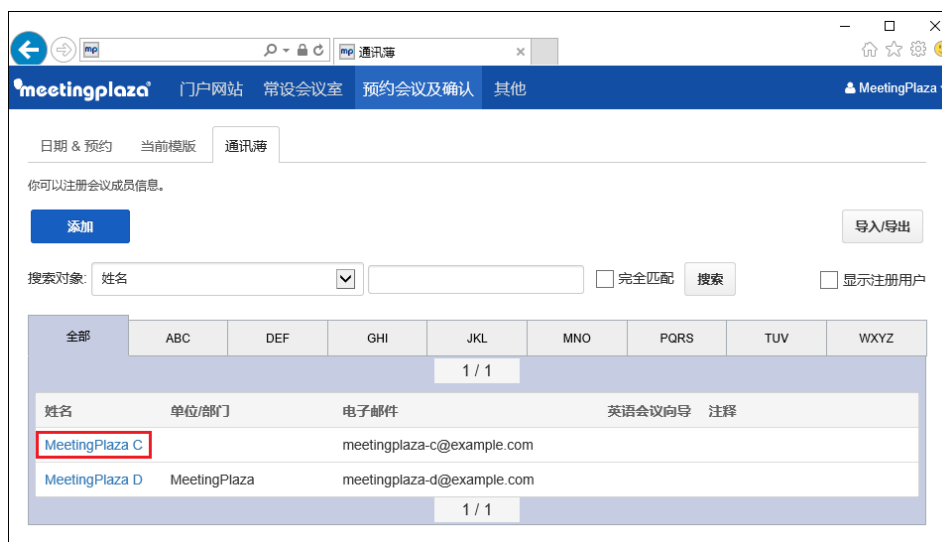 mp
mp 通讯薄
meetingplaza 门户网站 常设会议室 预约会议及确认 其他 MeetingPlaza
日期 & 预约 当前模版 通讯薄
你可以注册会议成员信息。
添加 导入/导出
搜索对象: 姓名 完全匹配 搜索 显示注册用户
全部 ABC DEF GHI JKL MNO PQRS TUV WXYZ
1 / 1
姓名 单位/部门 电子邮件 英语会议向导 注释
MeetingPlaza C meetingplaza-c@example.com
MeetingPlaza D MeetingPlaza meetingplaza-d@example.com
1 / 1